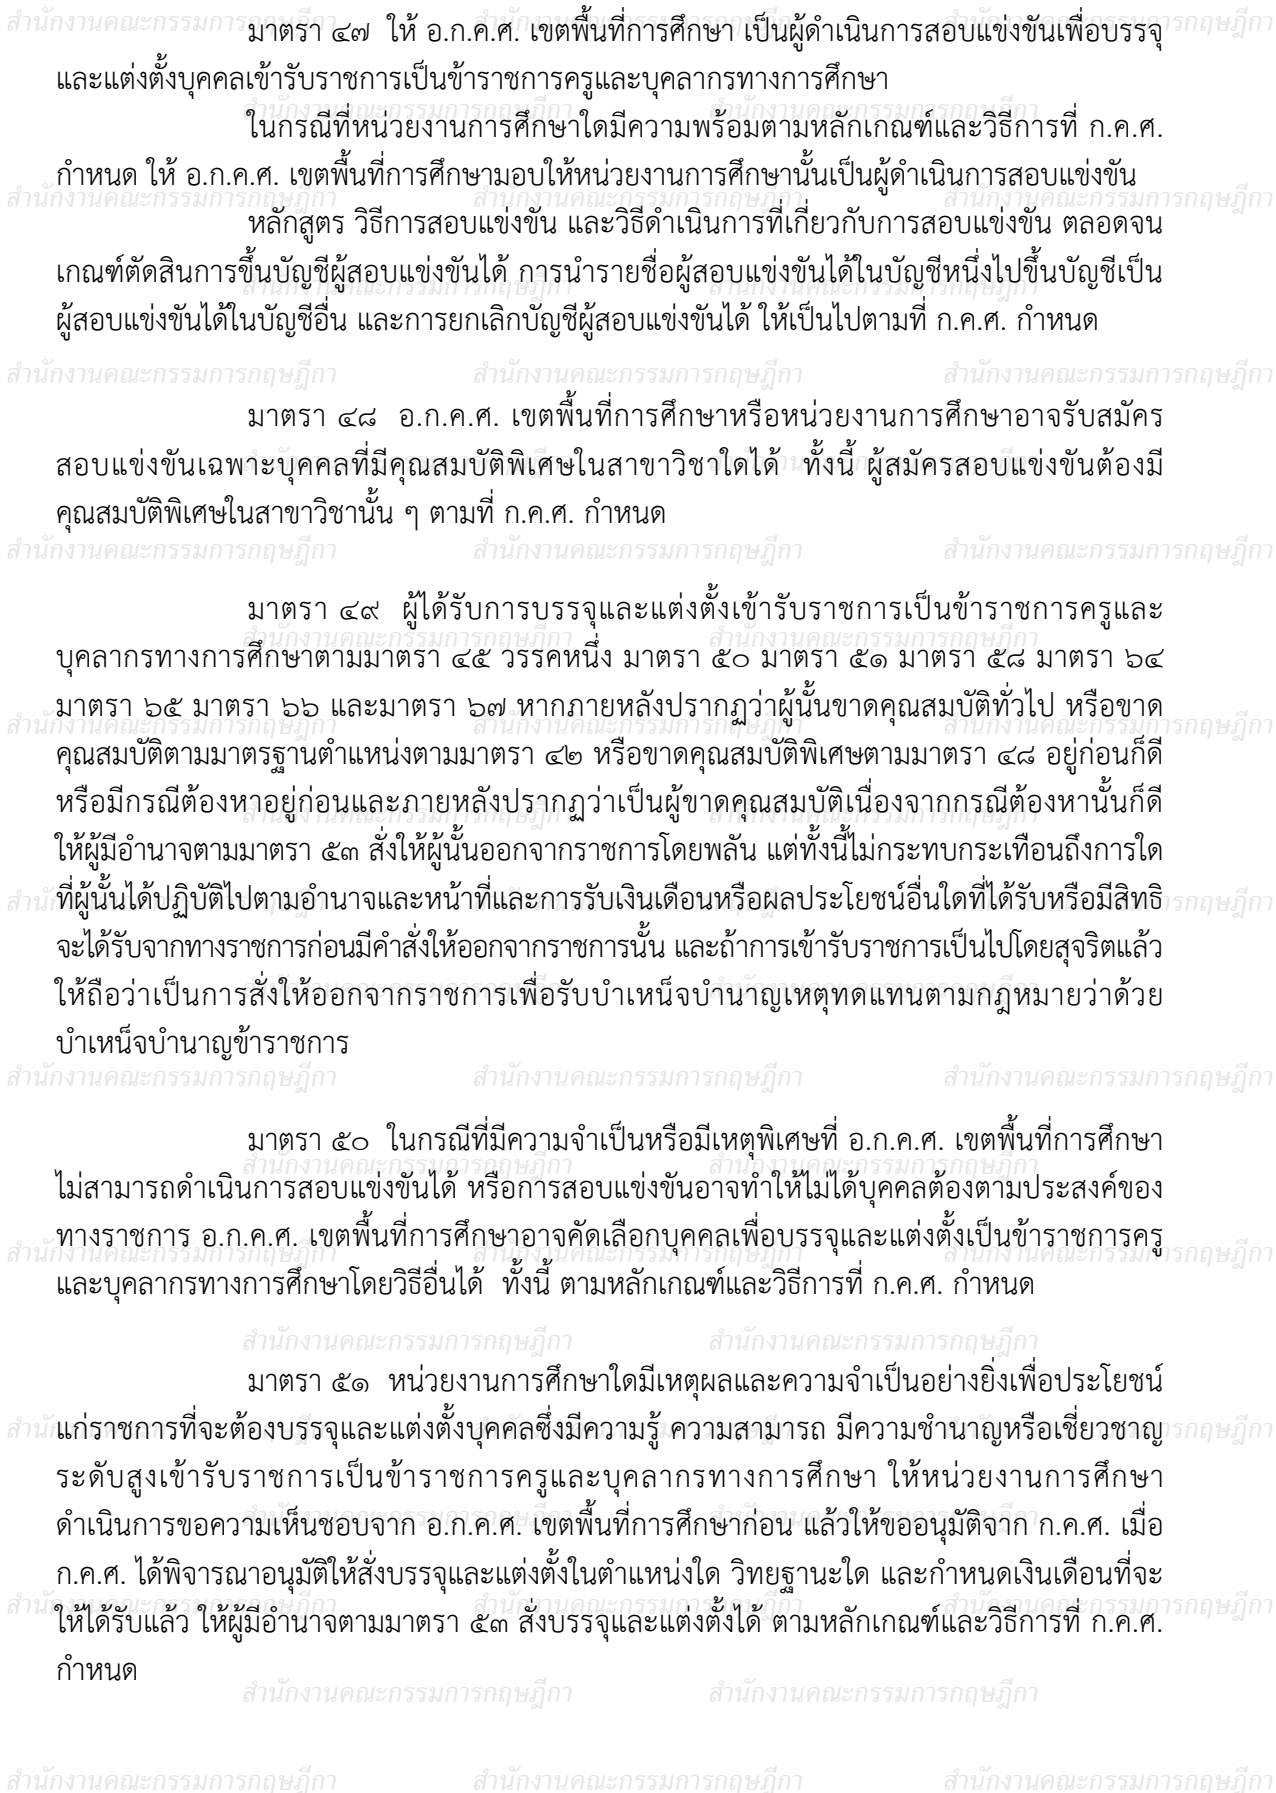 มาตรา ๔๗  ให้ อ.ก.ค.ศ. เขตพื้นที่การศึกษา เป็นผู้ดำเนินการสอบแข่งขันเพื่อบรรจุ
และแต่งตั้งบุคคลเข้ารับราชการเป็นข้าราชการครูและบุคลากรทางการศึกษา
ในกรณีที่หน่วยงานการศึกษาใดมีความพร้อมตามหลักเกณฑ์และวิธีการที่ ก.ค.ศ.
กำหนด ให้ อ.ก.ค.ศ. เขตพื้นที่การศึกษามอบให้หน่วยงานการศึกษานั้นเป็นผู้ดำเนินการสอบแข่งขัน
หลักสูตร วิธีการสอบแข่งขัน และวิธีดำเนินการที่เกี่ยวกับการสอบแข่งขัน ตลอดจน
เกณฑ์ตัดสินการขึ้นบัญชีผู้สอบแข่งขันได้ การนำรายชื่อผู้สอบแข่งขันได้ในบัญชีหนึ่งไปขึ้นบัญชีเป็น
ผู้สอบแข่งขันได้ในบัญชีอื่น และการยกเลิกบัญชีผู้สอบแข่งขันได้ ให้เป็นไปตามที่ ก.ค.ศ. กำหนด
มาตรา ๔๘  อ.ก.ค.ศ. เขตพื้นที่การศึกษาหรือหน่วยงานการศึกษาอาจรับสมัคร
สอบแข่งขันเฉพาะบุคคลที่มีคุณสมบัติพิเศษในสาขาวิชาใดได้  ทั้งนี้ ผู้สมัครสอบแข่งขันต้องมี
คุณสมบัติพิเศษในสาขาวิชานั้น ๆ ตามที่ ก.ค.ศ. กำหนด
มาตรา ๔๙  ผู้ได้รับการบรรจุและแต่งตั้งเข้ารับราชการเป็นข้าราชการครูและ
บุคลากรทางการศึกษาตามมาตรา ๔๕ วรรคหนึ่ง มาตรา ๕๐ มาตรา ๕๑ มาตรา ๕๘ มาตรา ๖๔
มาตรา ๖๕ มาตรา ๖๖ และมาตรา ๖๗ หากภายหลังปรากฏว่าผู้นั้นขาดคุณสมบัติทั่วไป หรือขาด
คุณสมบัติตามมาตรฐานตำแหน่งตามมาตรา ๔๒ หรือขาดคุณสมบัติพิเศษตามมาตรา ๔๘ อยู่ก่อนก็ดี
หรือมีกรณีต้องหาอยู่ก่อนและภายหลังปรากฏว่าเป็นผู้ขาดคุณสมบัติเนื่องจากกรณีต้องหานั้นก็ดี
ให้ผู้มีอำนาจตามมาตรา ๕๓ สั่งให้ผู้นั้นออกจากราชการโดยพลัน แต่ทั้งนี้ไม่กระทบกระเทือนถึงการใด
ที่ผู้นั้นได้ปฏิบัติไปตามอำนาจและหน้าที่และการรับเงินเดือนหรือผลประโยชน์อื่นใดที่ได้รับหรือมีสิทธิ
จะได้รับจากทางราชการก่อนมีคำสั่งให้ออกจากราชการนั้น และถ้าการเข้ารับราชการเป็นไปโดยสุจริตแล้ว
ให้ถือว่าเป็นการสั่งให้ออกจากราชการเพื่อรับบำเหน็จบำนาญเหตุทดแทนตามกฎหมายว่าด้วย
บำเหน็จบำนาญข้าราชการ
มาตรา ๕๐  ในกรณีที่มีความจำเป็นหรือมีเหตุพิเศษที่ อ.ก.ค.ศ. เขตพื้นที่การศึกษา
ไม่สามารถดำเนินการสอบแข่งขันได้ หรือการสอบแข่งขันอาจทำให้ไม่ได้บุคคลต้องตามประสงค์ของ
ทางราชการ อ.ก.ค.ศ. เขตพื้นที่การศึกษาอาจคัดเลือกบุคคลเพื่อบรรจุและแต่งตั้งเป็นข้าราชการครู
และบุคลากรทางการศึกษาโดยวิธีอื่นได้  ทั้งนี้ ตามหลักเกณฑ์และวิธีการที่ ก.ค.ศ. กำหนด
มาตรา ๕๑  หน่วยงานการศึกษาใดมีเหตุผลและความจำเป็นอย่างยิ่งเพื่อประโยชน์
แก่ราชการที่จะต้องบรรจุและแต่งตั้งบุคคลซึ่งมีความรู้ ความสามารถ มีความชำนาญหรือเชี่ยวชาญ
ระดับสูงเข้ารับราชการเป็นข้าราชการครูและบุคลากรทางการศึกษา ให้หน่วยงานการศึกษา
ดำเนินการขอความเห็นชอบจาก อ.ก.ค.ศ. เขตพื้นที่การศึกษาก่อน แล้วให้ขออนุมัติจาก ก.ค.ศ. เมื่อ
ก.ค.ศ. ได้พิจารณาอนุมัติให้สั่งบรรจุและแต่งตั้งในตำแหน่งใด วิทยฐานะใด และกำหนดเงินเดือนที่จะ
ให้ได้รับแล้ว ให้ผู้มีอำนาจตามมาตรา ๕๓ สั่งบรรจุและแต่งตั้งได้ ตามหลักเกณฑ์และวิธีการที่ ก.ค.ศ.
กำหนด